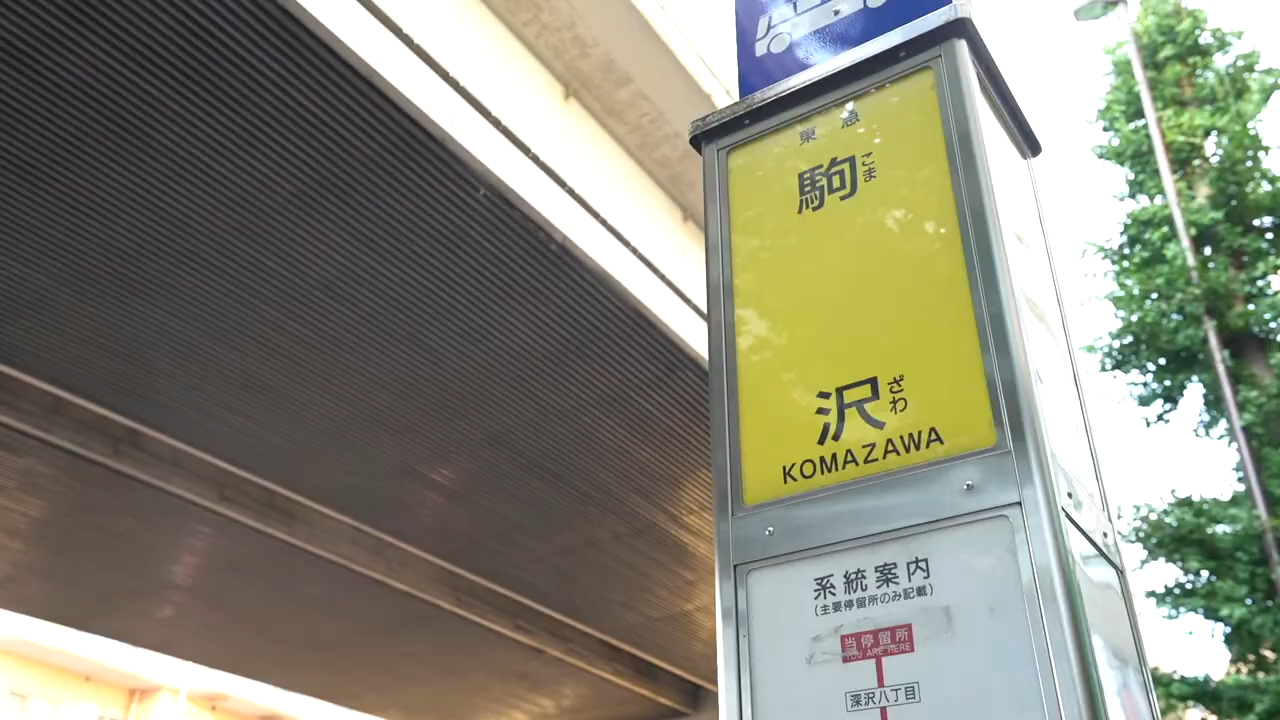 東急
駒
こま
沢
ざわ
KOMAZAWA
系統案内
(主要停留所のみ記載)
当停留所
YOU ARE HERE
深沢八丁目